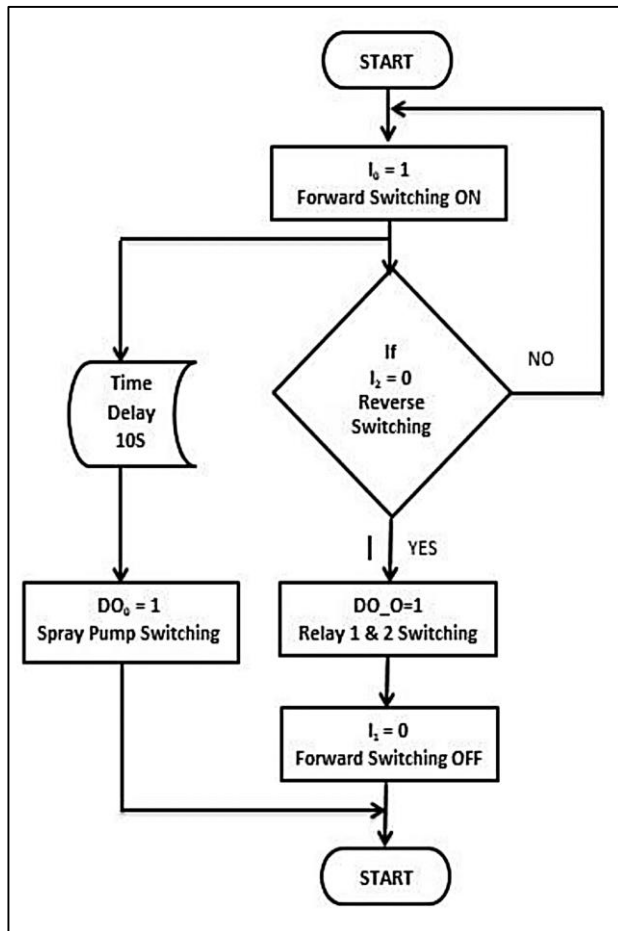 START
I₀ = 1
Forward Switching ON
If
I₂ = 0
Reverse
Switching
NO
Time
Delay
10S
YES
DO₀ = 1
Spray Pump Switching
DO_O=1
Relay 1 & 2 Switching
I₁ = 0
Forward Switching OFF
START